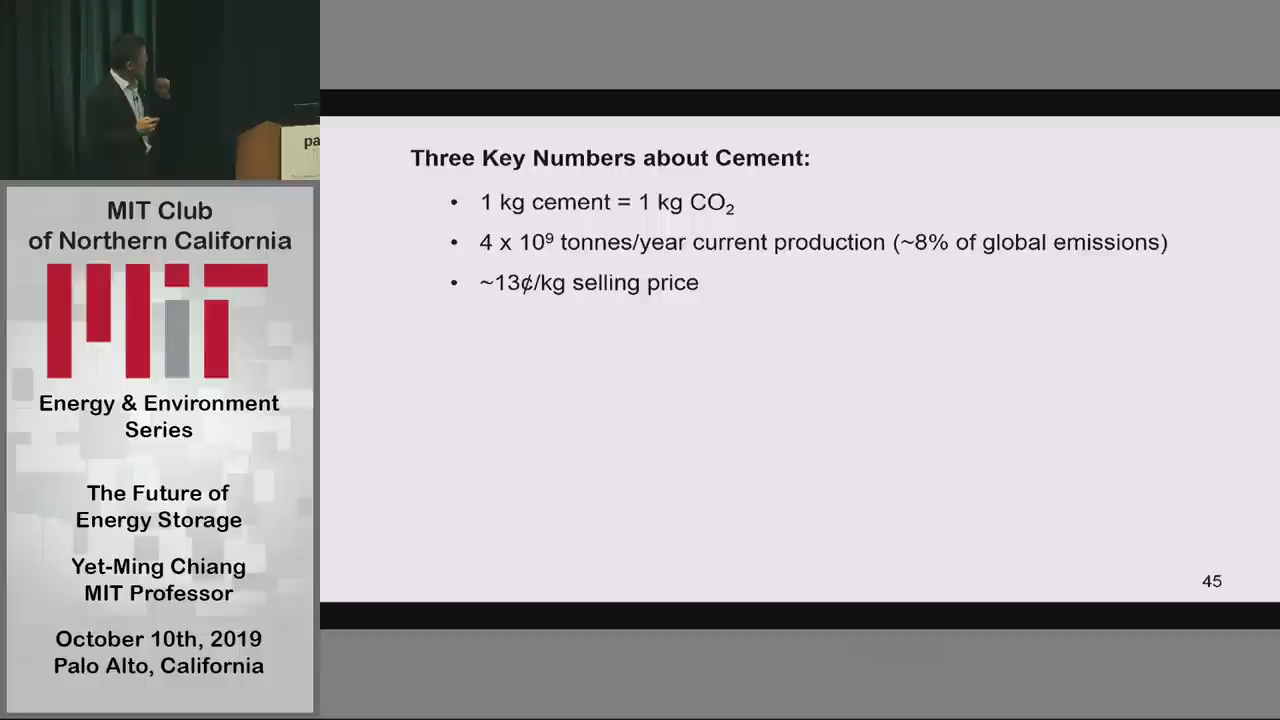 pa
MIT Club
of Northern California
MIT
Energy & Environment
Series
The Future of
Energy Storage
Yet-Ming Chiang
MIT Professor
October 10th, 2019
Palo Alto, California
Three Key Numbers about Cement:
• 1 kg cement = 1 kg CO₂
• 4 x 10⁹ tonnes/year current production (~8% of global emissions)
• ~13¢/kg selling price
45